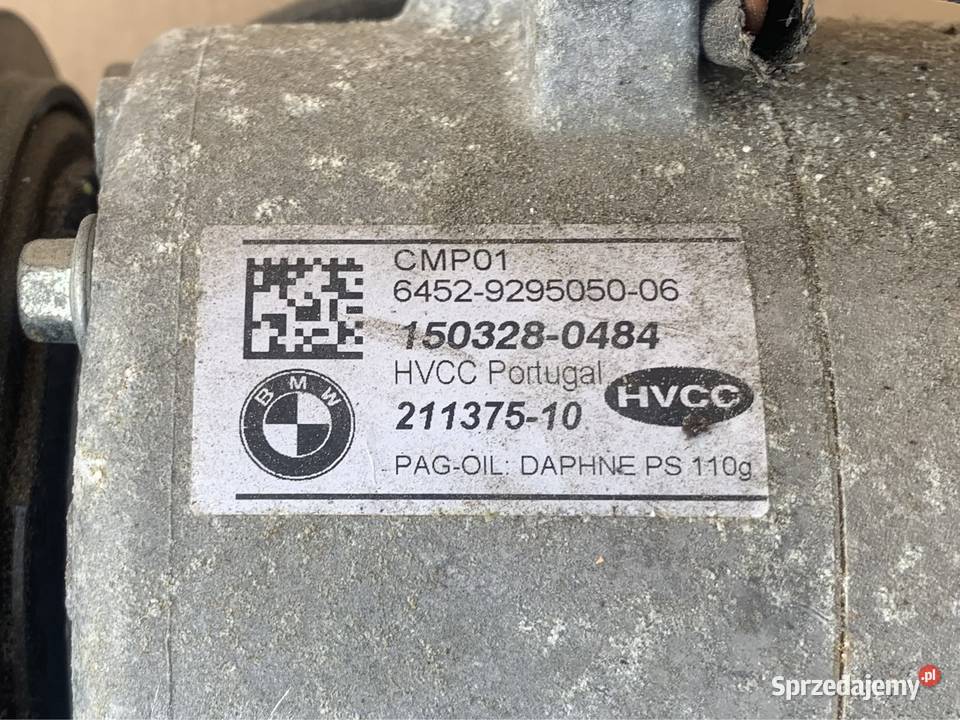 CMP01
6452-9295050-06
150328-0484
HVCC Portugal
BMW
211375-10
HVCC
PAG-OIL: DAPHNE PS 110g
Sprzedajemy.pl